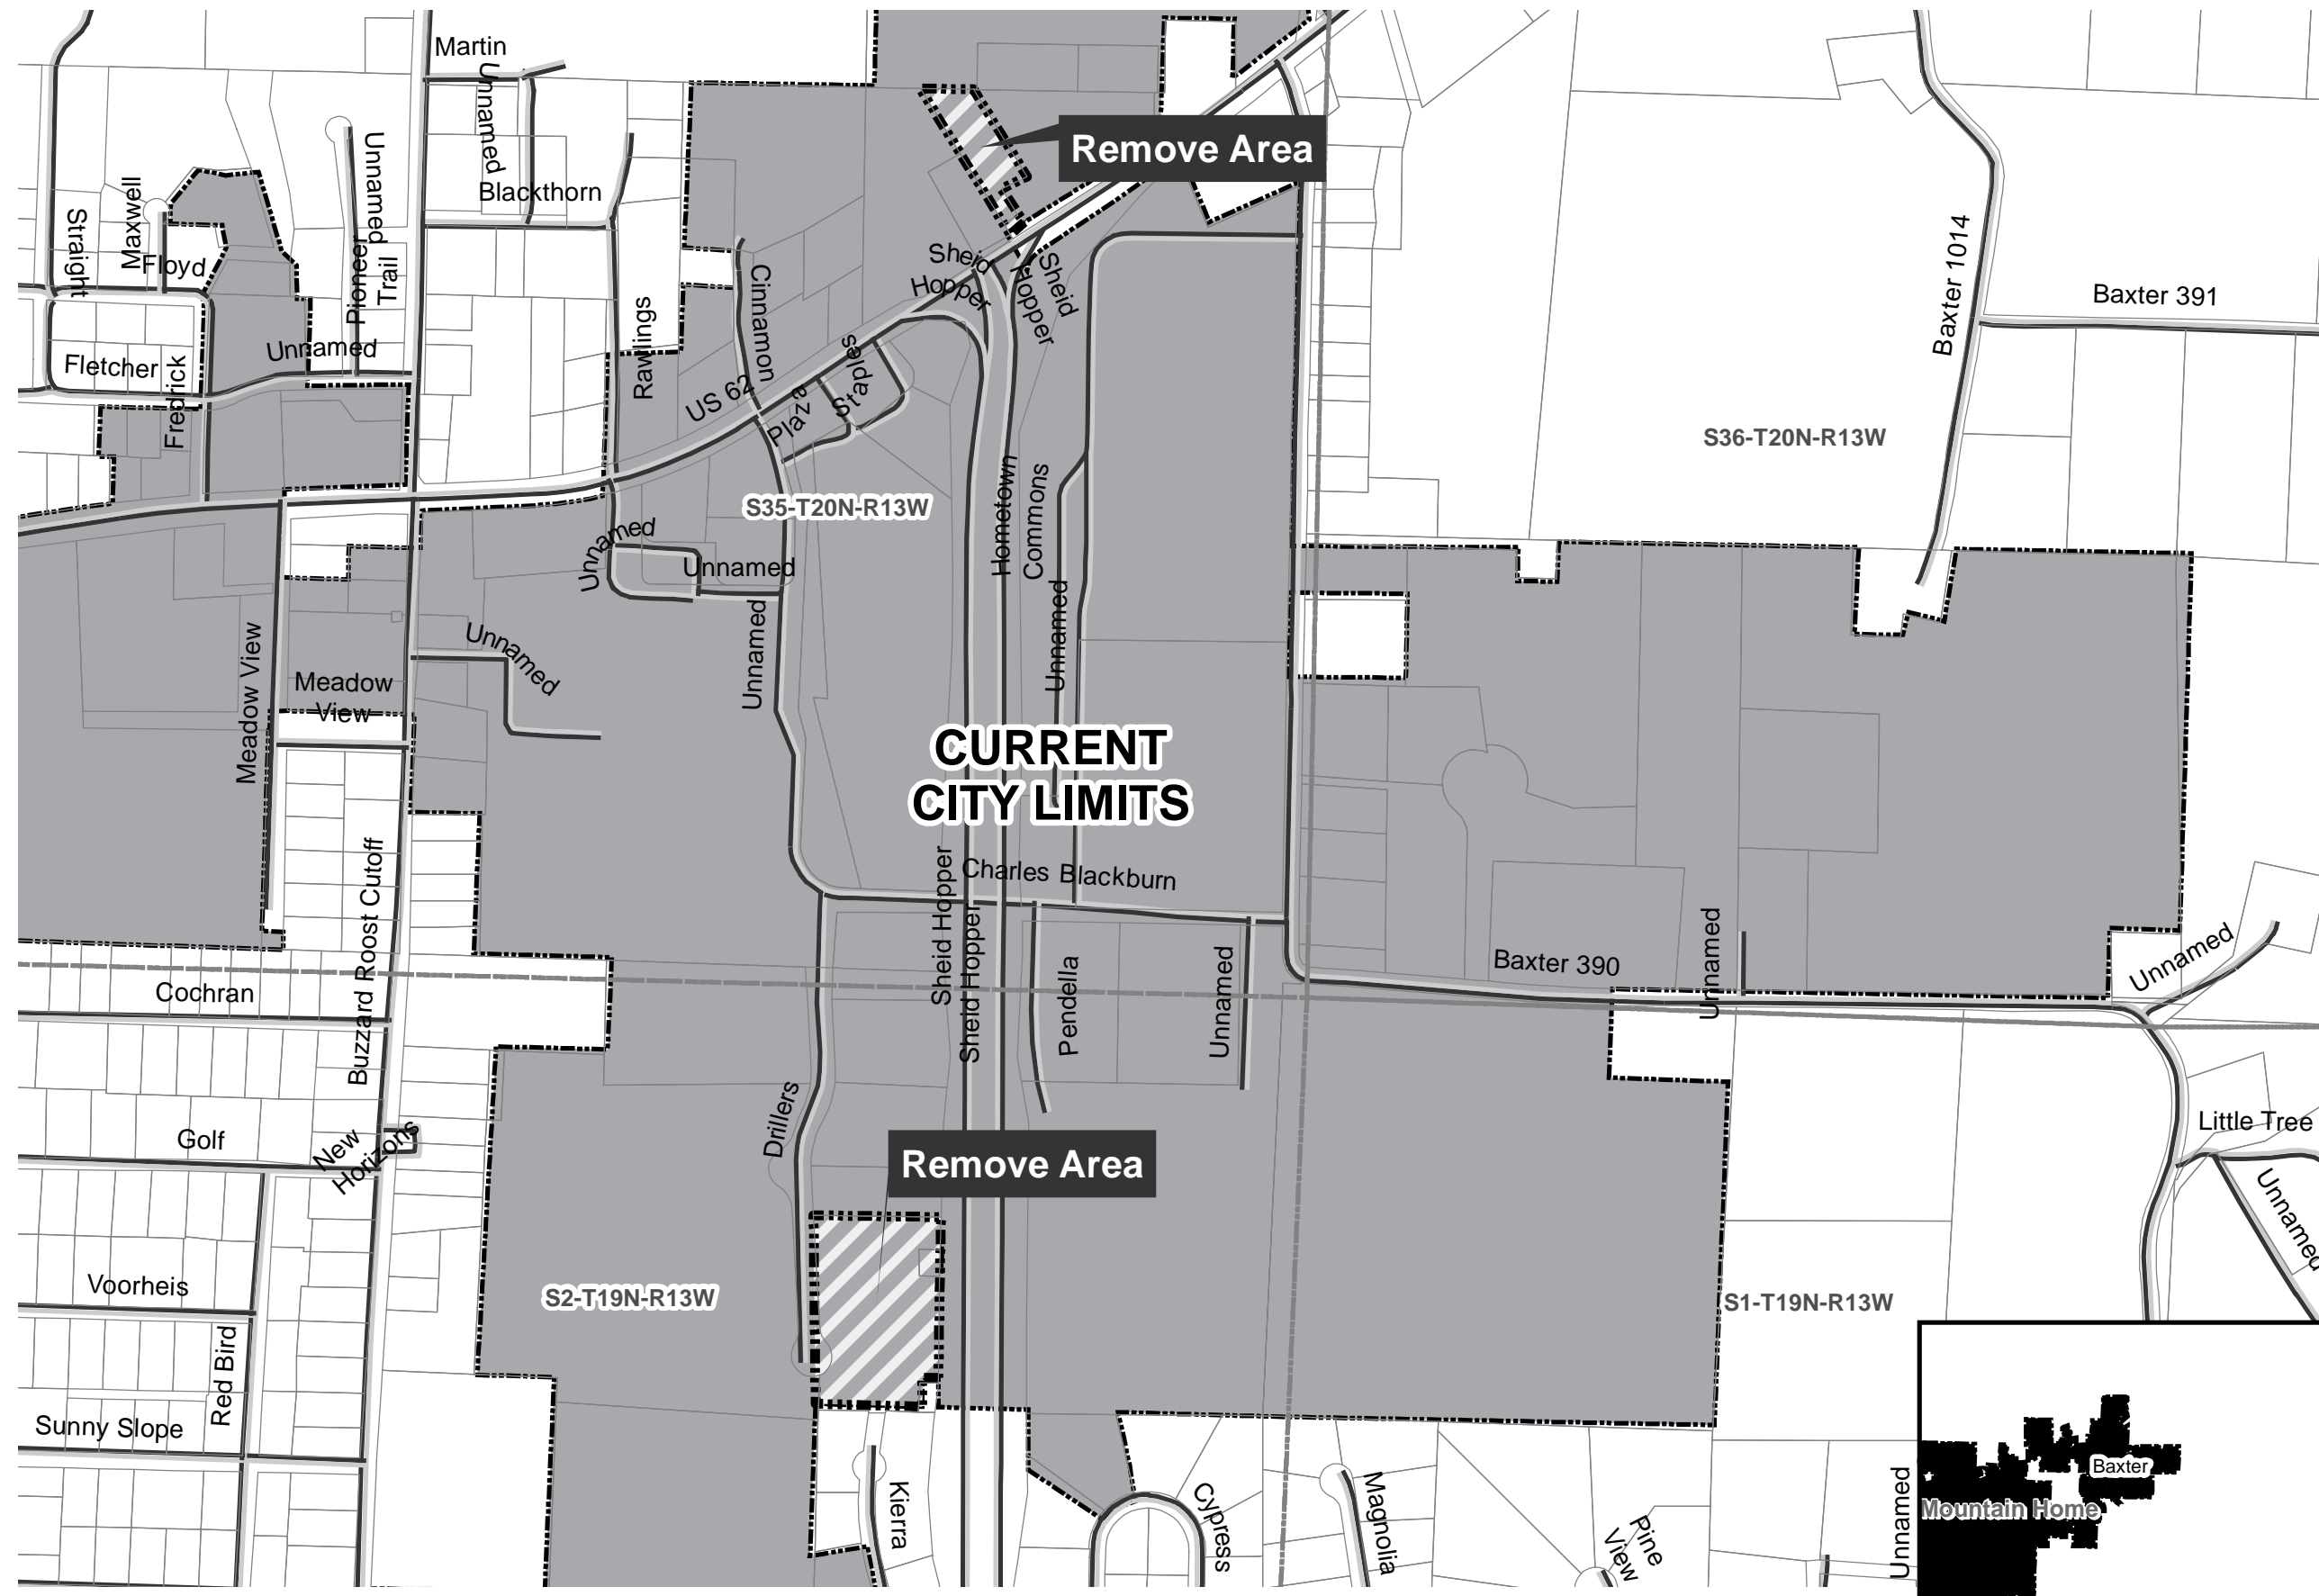 Martin
Unnamed
Remove Area
Unnamed
Blackthorn
Maxwell
Straight
Floyd
Pioneer
Trail
Baxter 1014
Sheid
Hopper
Sheid
Hopper
Cinnamon
Baxter 391
Rawlings
Unnamed
Fletcher
Fredrick
Staples
US 62
Plaza
S36-T20N-R13W
S35-T20N-R13W
Hometown
Commons
Unnamed
Unnamed
Unnamed
Unnamed
Unnamed
Meadow View
Meadow
View
CURRENT
CITY LIMITS
Buzzard Roost Cutoff
Charles Blackburn
Sheid Hopper
Sheid Hopper
Pendella
Unnamed
Baxter 390
Unnamed
Unnamed
Cochran
Drillers
Golf
New
Horizons
Little Tree
Remove Area
Unnamed
Voorheis
S2-T19N-R13W
S1-T19N-R13W
Red Bird
Sunny Slope
Kierra
Cypress
Magnolia
Pine
View
Unnamed
Baxter
Mountain Home